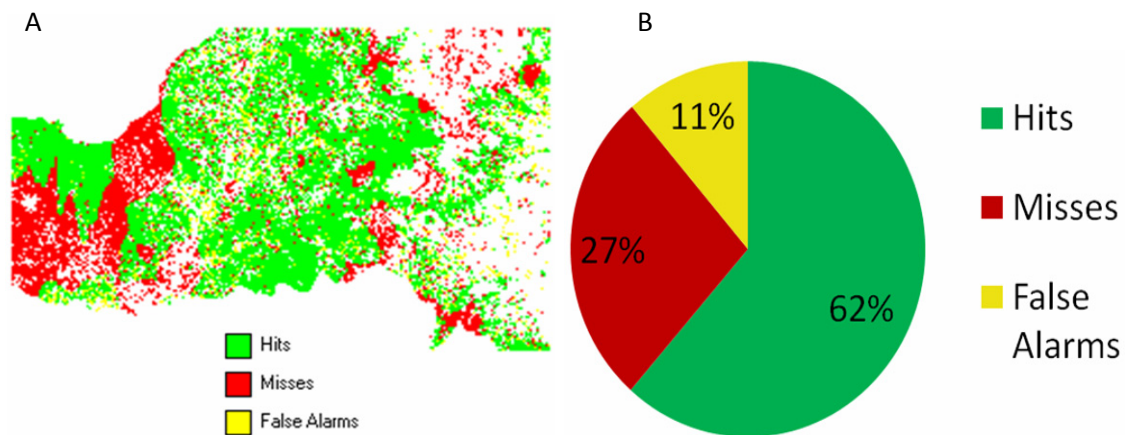 A
Hits
Misses
False Alarms
B
11%
27%
62%
Hits
Misses
False
Alarms